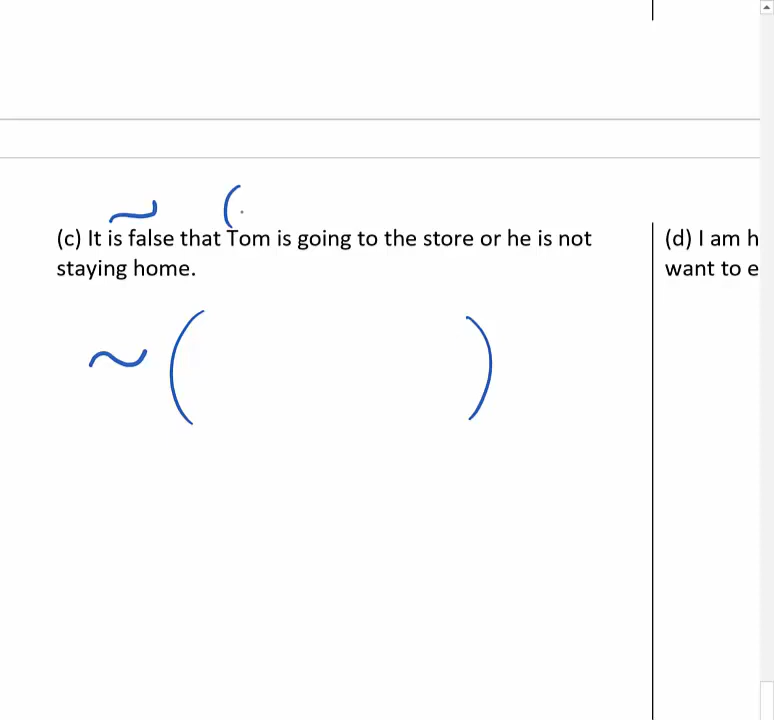 ~ (
(c) It is false that Tom is going to the store or he is not
staying home.
~ ( )
(d) I am h
want to e